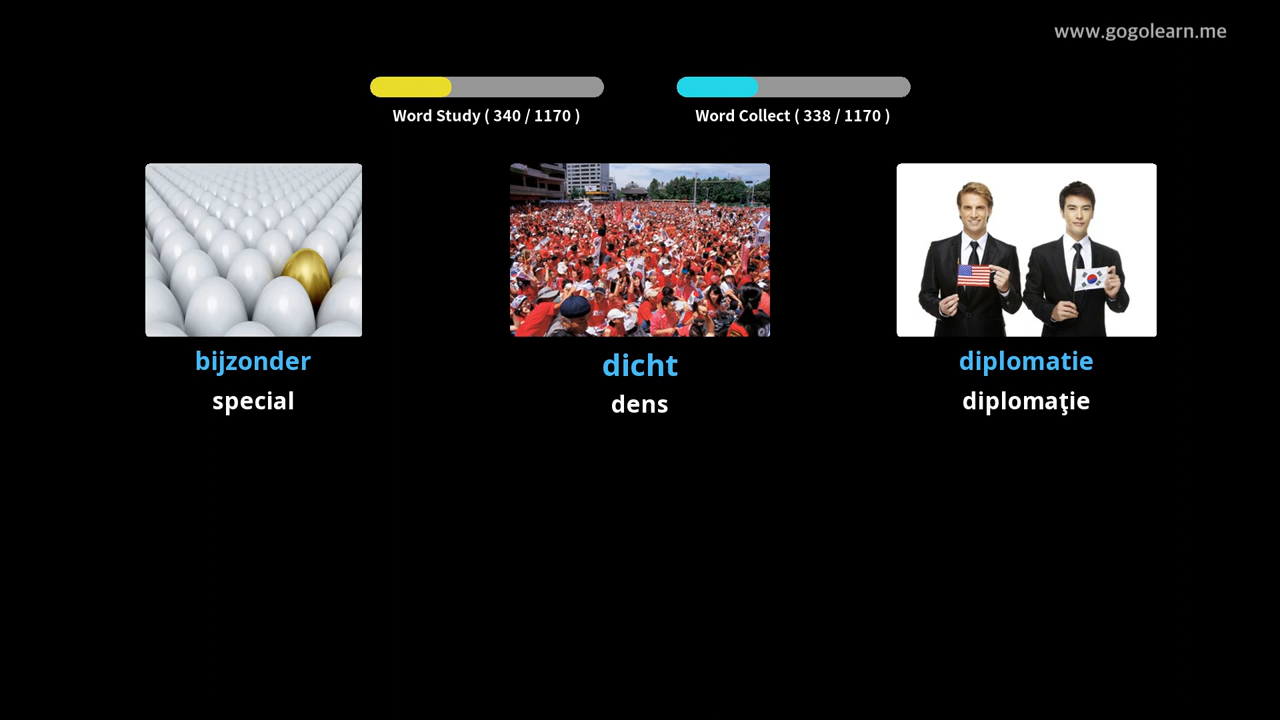 www.gogolearn.me
Word Study ( 340 / 1170 )
Word Collect ( 338 / 1170 )
bijzonder
special
dicht
dens
diplomatie
diplomaţie